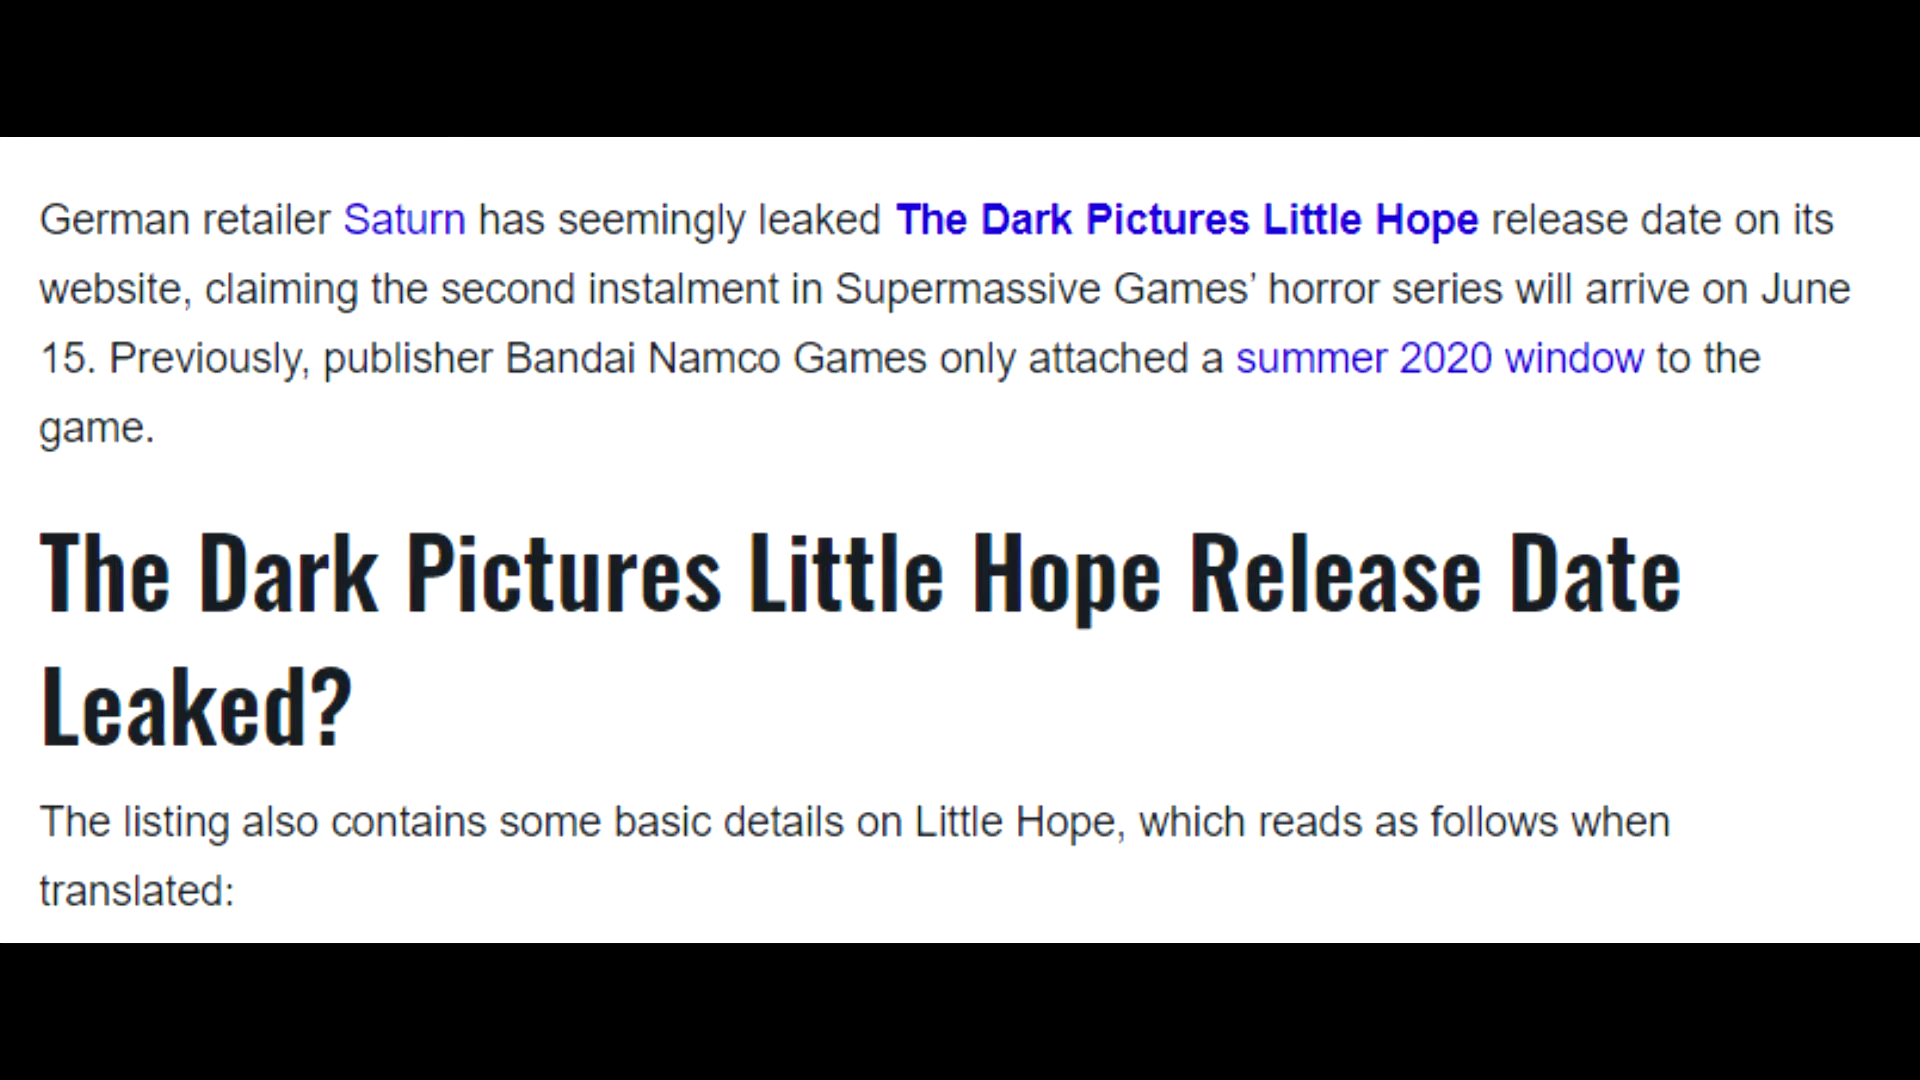 German retailer Saturn has seemingly leaked The Dark Pictures Little Hope release date on its
website, claiming the second instalment in Supermassive Games’ horror series will arrive on June
15. Previously, publisher Bandai Namco Games only attached a summer 2020 window to the
game.
The Dark Pictures Little Hope Release Date
Leaked?
The listing also contains some basic details on Little Hope, which reads as follows when
translated: